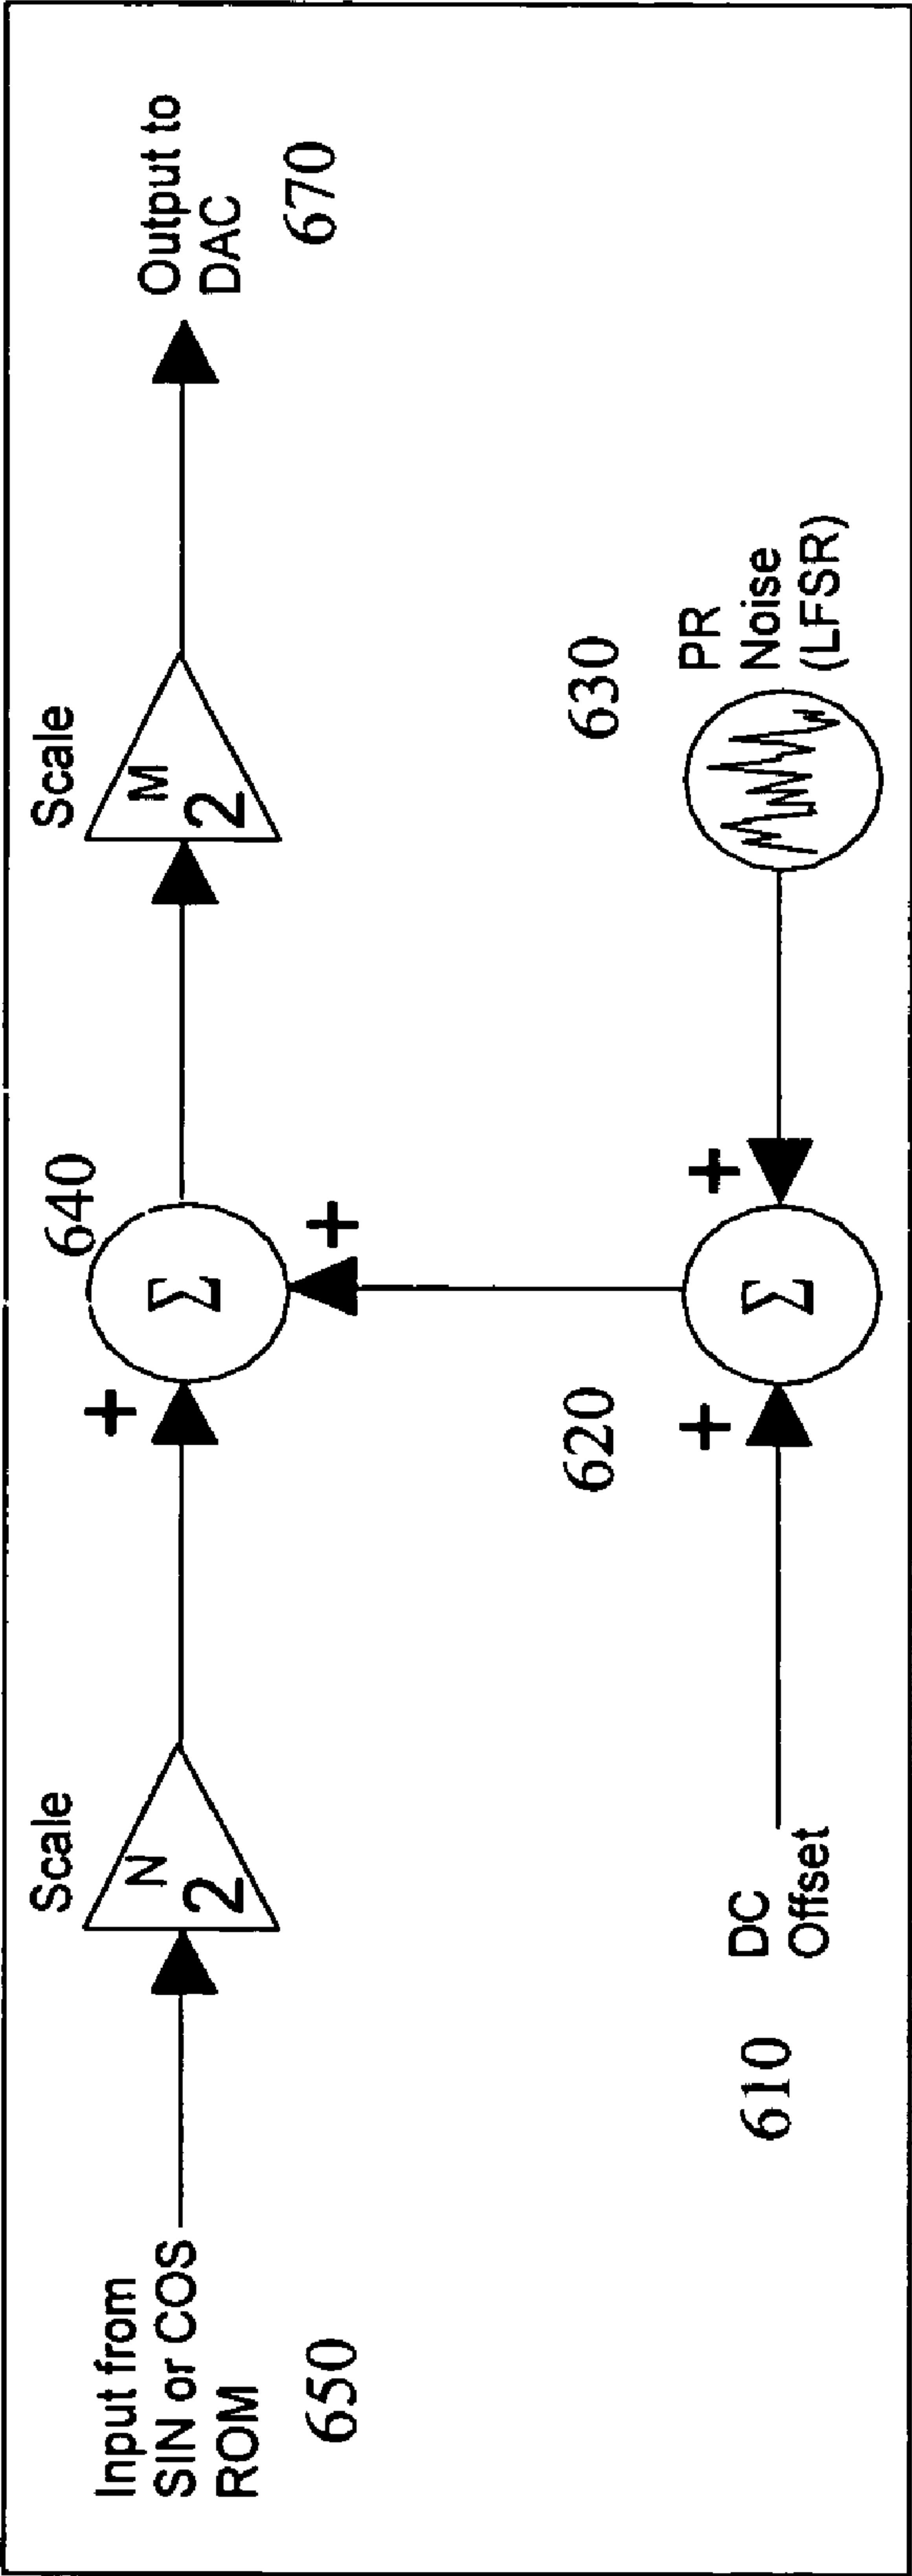 Input from
SIN or COS
ROM
650
Scale
2 N
+
Σ
640
+
Scale
2 M
Output to
DAC
670
610
DC
Offset
620
+
Σ
+
630
PR
Noise
(LFSR)